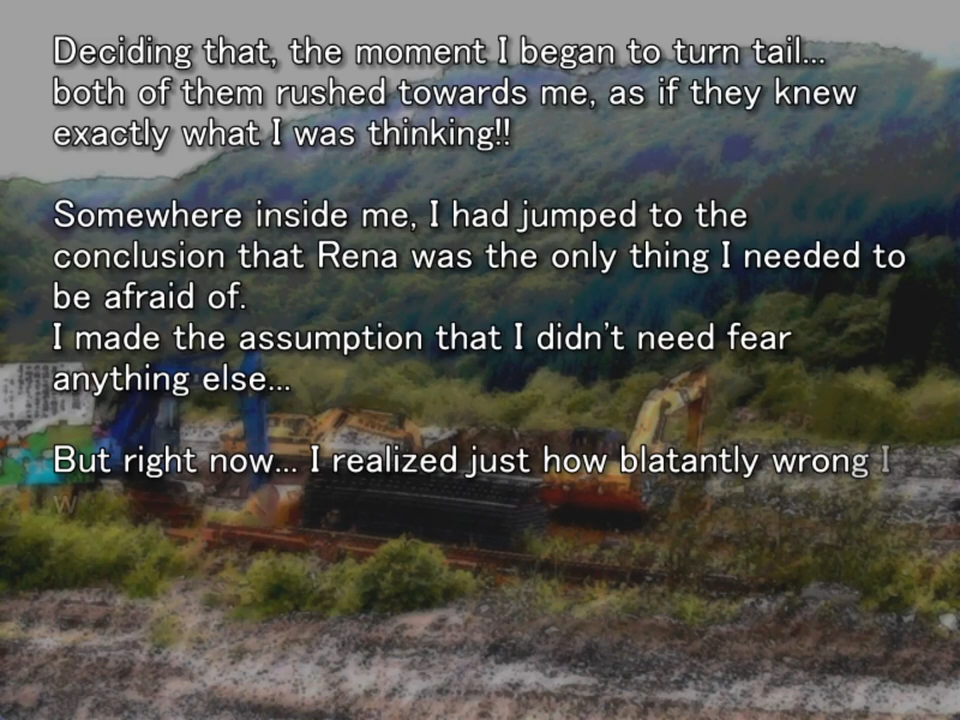 Deciding that, the moment I began to turn tail...
both of them rushed towards me, as if they knew
exactly what I was thinking!!
Somewhere inside me, I had jumped to the
conclusion that Rena was the only thing I needed to
be afraid of.
I made the assumption that I didn't need fear
anything else...
But right now... I realized just how blatantly wrong I
w